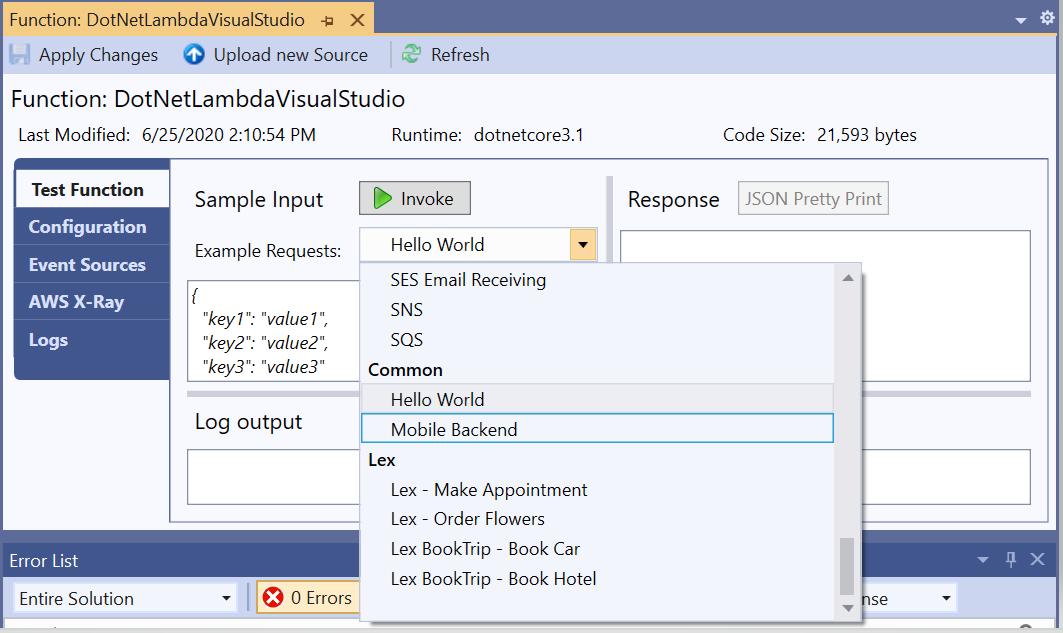 Function: DotNetLambdaVisualStudio
Apply Changes Upload new Source Refresh
Function: DotNetLambdaVisualStudio
Last Modified: 6/25/2020 2:10:54 PM Runtime: dotnetcore3.1 Code Size: 21,593 bytes
Test Function
Configuration
Event Sources
AWS X-Ray
Logs
Sample Input Invoke
Example Requests: Hello World
{
"key1": "value1",
"key2": "value2",
"key3": "value3"
SES Email Receiving
SNS
SQS
Common
Hello World
Mobile Backend
Lex
Lex - Make Appointment
Lex - Order Flowers
Lex BookTrip - Book Car
Lex BookTrip - Book Hotel
Response JSON Pretty Print
Log output
Error List
Entire Solution 0 Errors nse